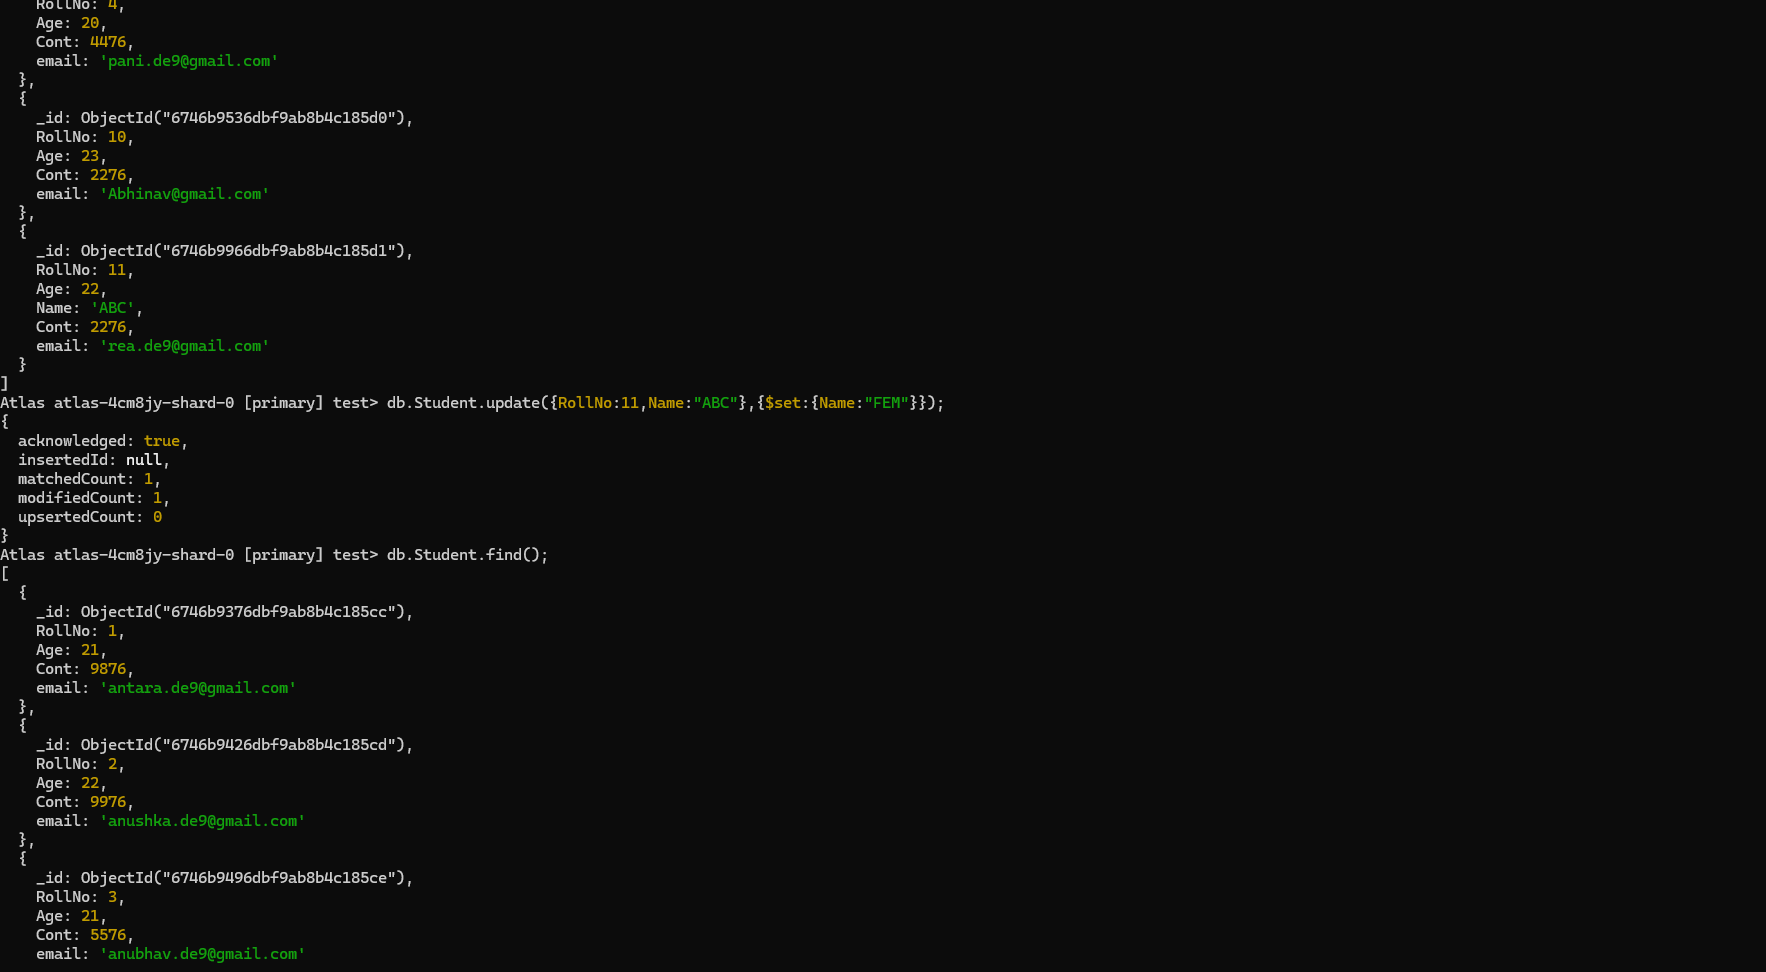 RollNo: 4,
    Age: 20,
    Cont: 4476,
    email: 'pani.de9@gmail.com'
  },
  {
    _id: ObjectId("6746b9536dbf9ab8b4c185d0"),
    RollNo: 10,
    Age: 23,
    Cont: 2276,
    email: 'Abhinav@gmail.com'
  },
  {
    _id: ObjectId("6746b9966dbf9ab8b4c185d1"),
    RollNo: 11,
    Age: 22,
    Name: 'ABC',
    Cont: 2276,
    email: 'rea.de9@gmail.com'
  }
]
Atlas atlas-4cm8jy-shard-0 [primary] test> db.Student.update({RollNo:11,Name:"ABC"},{$set:{Name:"FEM"}});
{
  acknowledged: true,
  insertedId: null,
  matchedCount: 1,
  modifiedCount: 1,
  upsertedCount: 0
}
Atlas atlas-4cm8jy-shard-0 [primary] test> db.Student.find();
[
  {
    _id: ObjectId("6746b9376dbf9ab8b4c185cc"),
    RollNo: 1,
    Age: 21,
    Cont: 9876,
    email: 'antara.de9@gmail.com'
  },
  {
    _id: ObjectId("6746b9426dbf9ab8b4c185cd"),
    RollNo: 2,
    Age: 22,
    Cont: 9976,
    email: 'anushka.de9@gmail.com'
  },
  {
    _id: ObjectId("6746b9496dbf9ab8b4c185ce"),
    RollNo: 3,
    Age: 21,
    Cont: 5576,
    email: 'anubhav.de9@gmail.com'